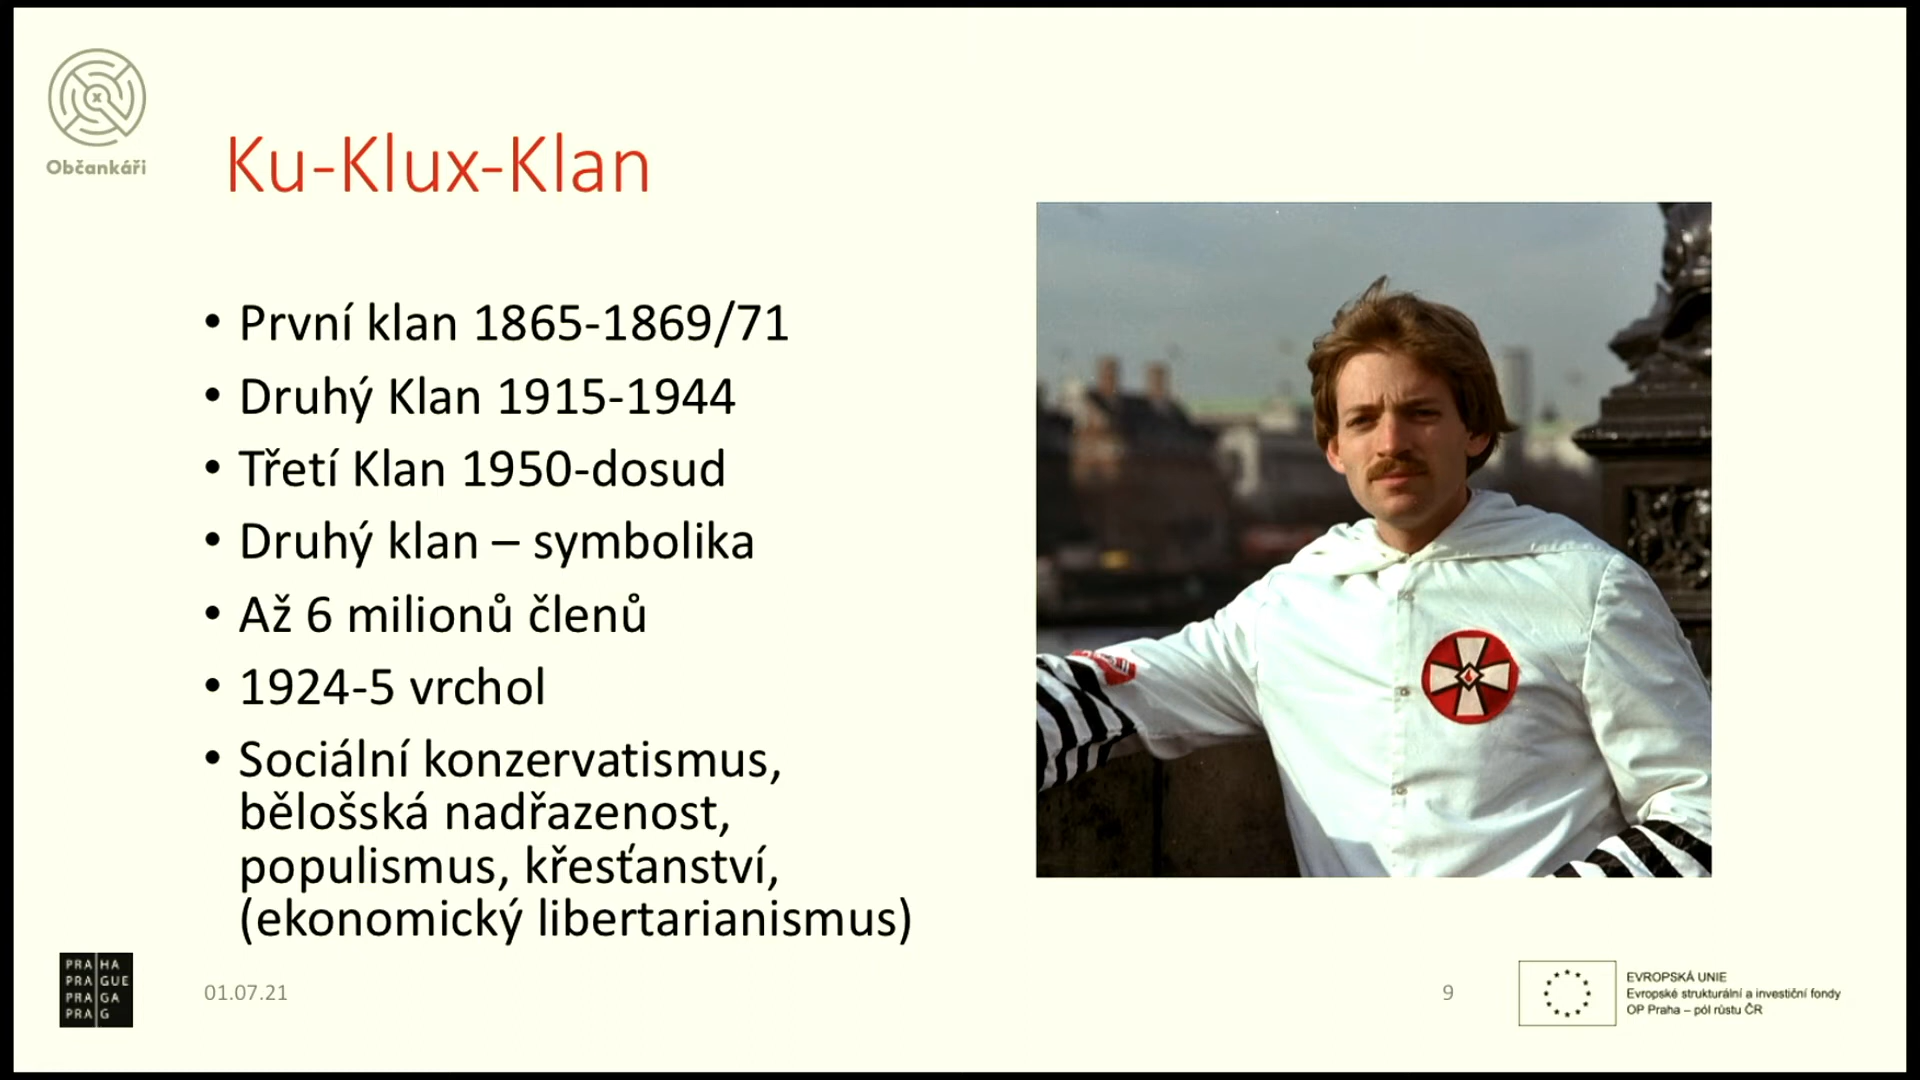 Občankáři
Ku-Klux-Klan
• První klan 1865-1869/71
• Druhý Klan 1915-1944
• Třetí Klan 1950-dosud
• Druhý klan – symbolika
• Až 6 milionů členů
• 1924-5 vrchol
• Sociální konzervatismus,
bělošská nadřazenost,
populismus, křesťanství,
(ekonomický libertarianismus)
PRA HA
PRA GUE
PRA GA
PRA G
01.07.21
9
EVROPSKÁ UNIE
Evropské strukturální a investiční fondy
OP Praha – pól růstu ČR